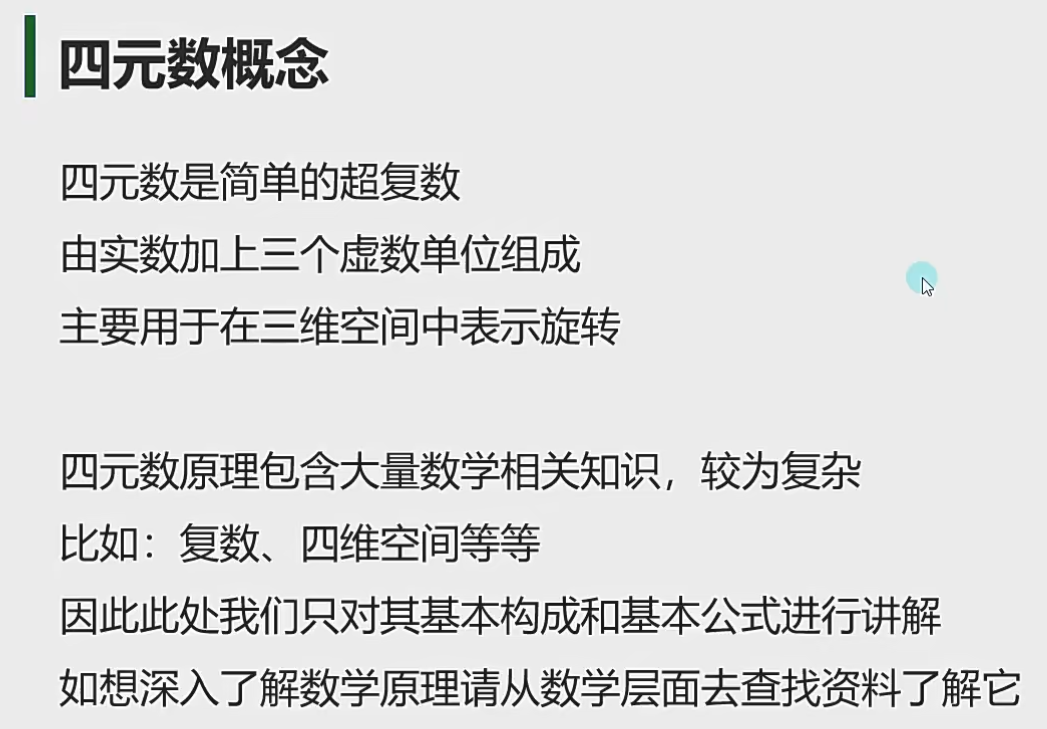 四元数概念
四元数是简单的超复数
由实数加上三个虚数单位组成
主要用于在三维空间中表示旋转
四元数原理包含大量数学相关知识，较为复杂
比如：复数、四维空间等等
因此此处我们只对其基本构成和基本公式进行讲解
如想深入了解数学原理请从数学层面去查找资料了解它